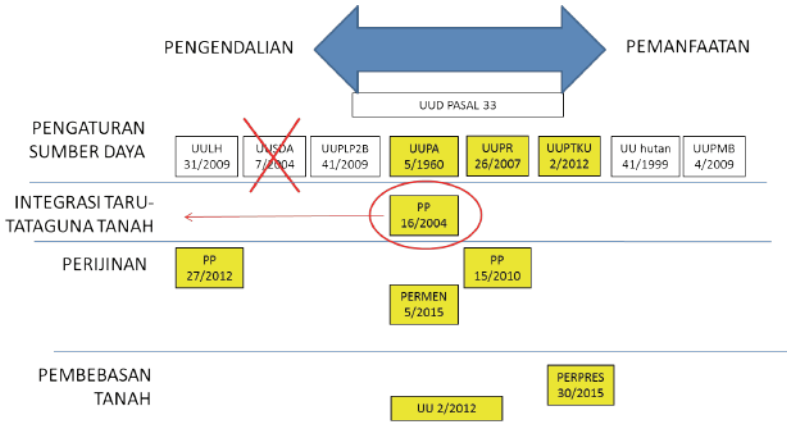 PENGENDALIAN
PEMANFAATAN
UUD PASAL 33
PENGATURAN
SUMBER DAYA
UULH
31/2009
UUSDA
7/2004
UUPLP2B
41/2009
UUPA
5/1960
UUPR
26/2007
UUPTKU
2/2012
UU hutan
41/1999
UUPMB
4/2009
INTEGRASI TARU-
TATAGUNA TANAH
PP
16/2004
PERIJINAN
PP
27/2012
PP
15/2010
PERMEN
5/2015
PEMBEBASAN
TANAH
PERPRES
30/2015
UU 2/2012